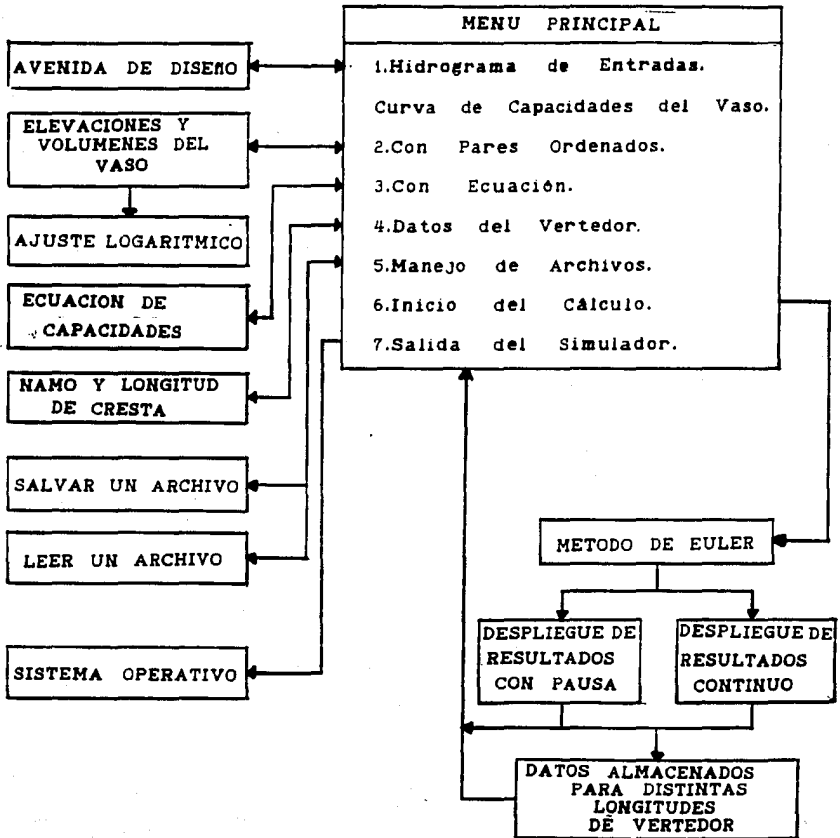 MENU PRINCIPAL
1.Hidrograma de Entradas.
Curva de Capacidades del Vaso.
2.Con Pares Ordenados.
3.Con Ecuación.
4.Datos del Vertedor.
5.Manejo de Archivos.
6.Inicio del Cálculo.
7.Salida del Simulador.
AVENIDA DE DISEÑO
ELEVACIONES Y
VOLUMENES DEL
VASO
AJUSTE LOGARITMICO
ECUACION DE
CAPACIDADES
NAMO Y LONGITUD
DE CRESTA
SALVAR UN ARCHIVO
LEER UN ARCHIVO
SISTEMA OPERATIVO
METODO DE EULER
DESPLIEGUE DE
RESULTADOS
CON PAUSA
DESPLIEGUE DE
RESULTADOS
CONTINUO
DATOS ALMACENADOS
PARA DISTINTAS
LONGITUDES
DE VERTEDOR